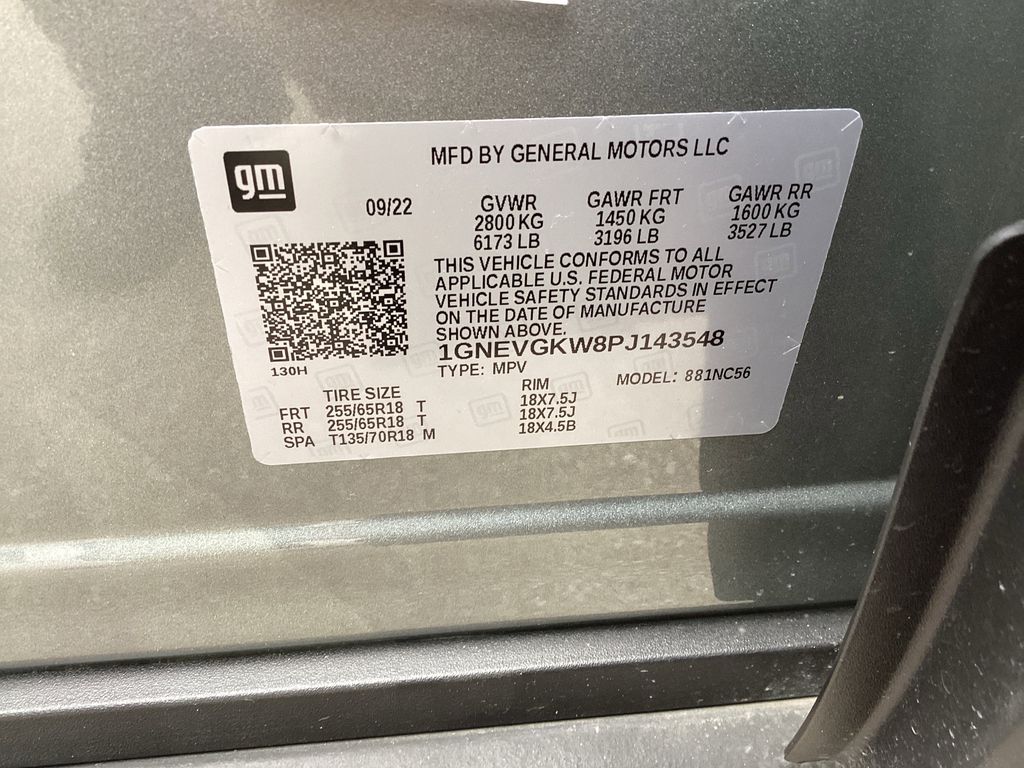 gm
MFD BY GENERAL MOTORS LLC
09/22
GVWR GAWR FRT GAWR RR
2800 KG 1450 KG 1600 KG
6173 LB 3196 LB 3527 LB
THIS VEHICLE CONFORMS TO ALL
APPLICABLE U.S. FEDERAL MOTOR
VEHICLE SAFETY STANDARDS IN EFFECT
ON THE DATE OF MANUFACTURE
SHOWN ABOVE.
1GNEVGKW8PJ143548
130H
TYPE: MPV MODEL: 881NC56
TIRE SIZE RIM
FRT 255/65R18 T 18X7.5J
RR 255/65R18 T 18X7.5J
SPA T135/70R18 M 18X4.5B